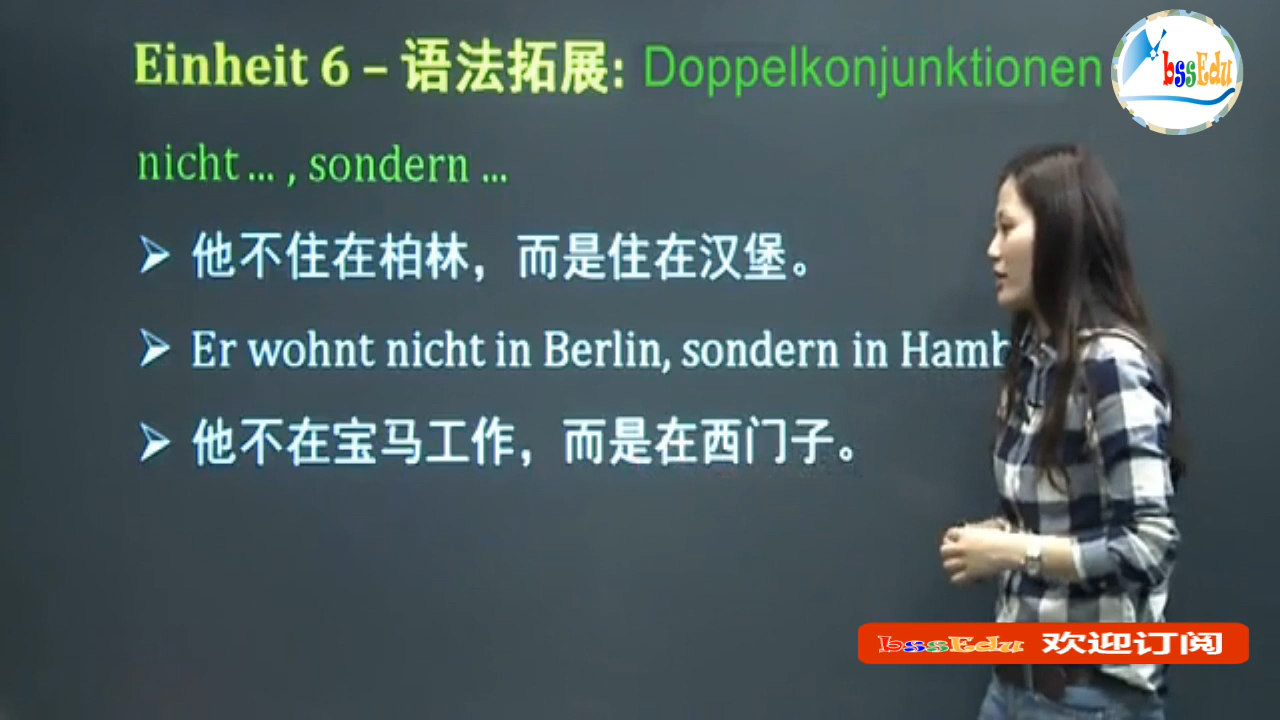 Einheit 6 – 语法拓展: Doppelkonjunktionen
bssEdu
nicht ... , sondern ...
➢ 他不住在柏林，而是住在汉堡。
➢ Er wohnt nicht in Berlin, sondern in Hamb
➢ 他不在宝马工作，而是在西门子。
bssEdu 欢迎订阅